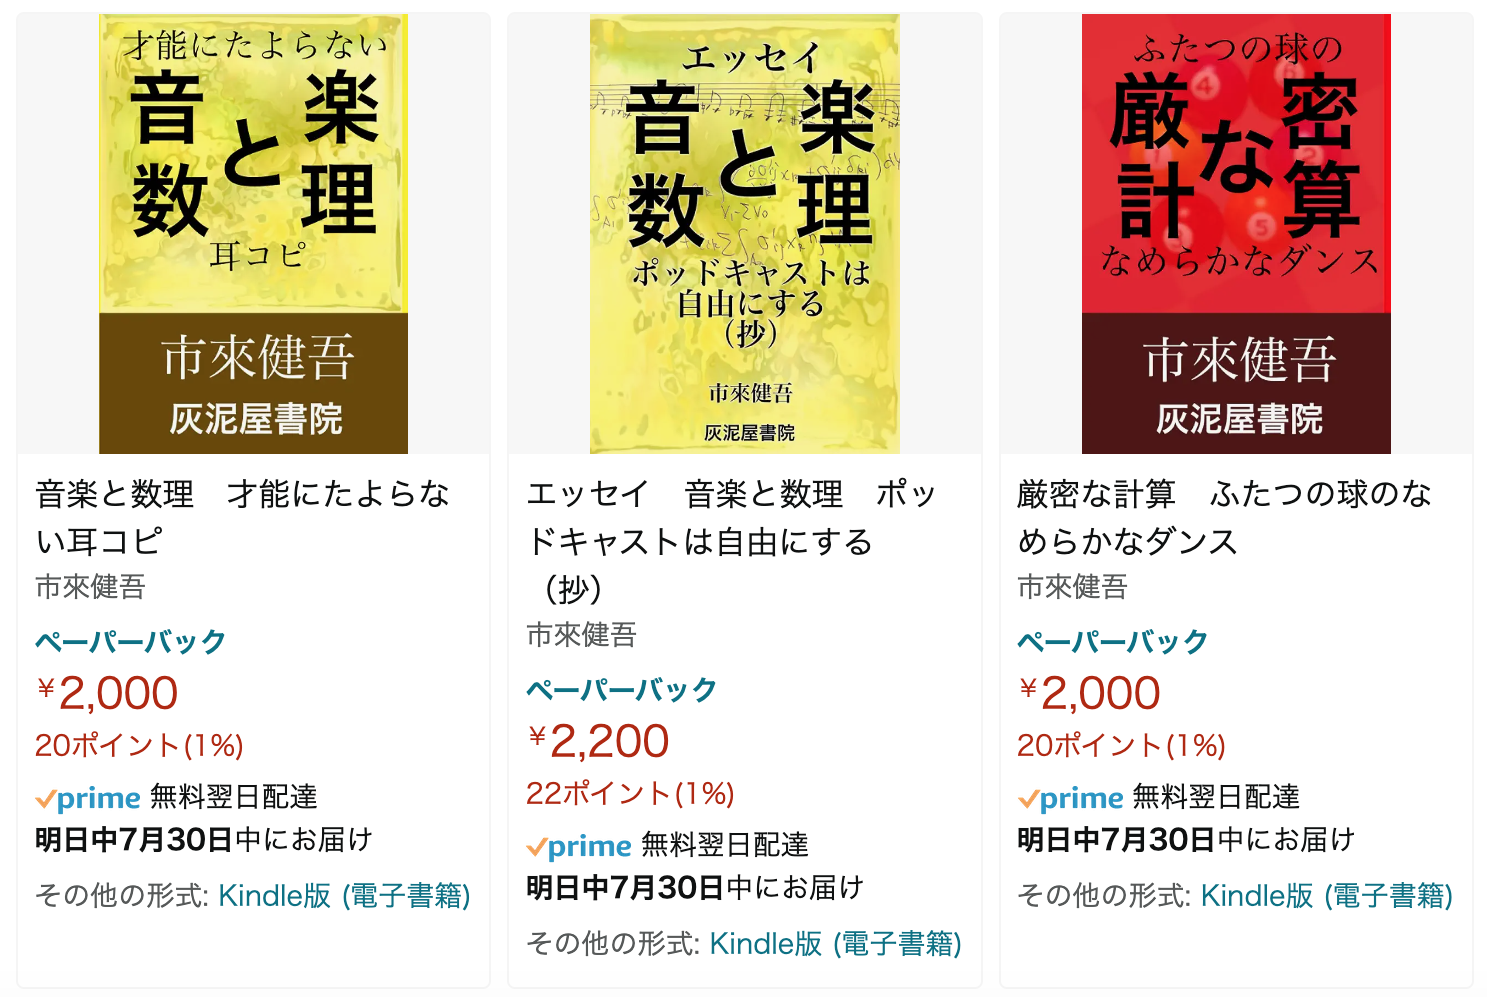 才能にたよらない
音楽
と
数理
耳コピ
市來健吾
灰泥屋書院
音楽と数理　才能にたよらな
い耳コピ
市來健吾
ペーパーバック
¥2,000
20ポイント(1%)
prime 無料翌日配達
明日中7月30日中にお届け
その他の形式: Kindle版 (電子書籍)
エッセイ
音楽
と
数理
ポッドキャストは
自由にする
（抄）
市來健吾
灰泥屋書院
エッセイ　音楽と数理　ポッ
ドキャストは自由にする
（抄）
市來健吾
ペーパーバック
¥2,200
22ポイント(1%)
prime 無料翌日配達
明日中7月30日中にお届け
その他の形式: Kindle版 (電子書籍)
ふたつの球の
厳密
な
計算
なめらかなダンス
市來健吾
灰泥屋書院
厳密な計算　ふたつの球のな
めらかなダンス
市來健吾
ペーパーバック
¥2,000
20ポイント(1%)
prime 無料翌日配達
明日中7月30日中にお届け
その他の形式: Kindle版 (電子書籍)